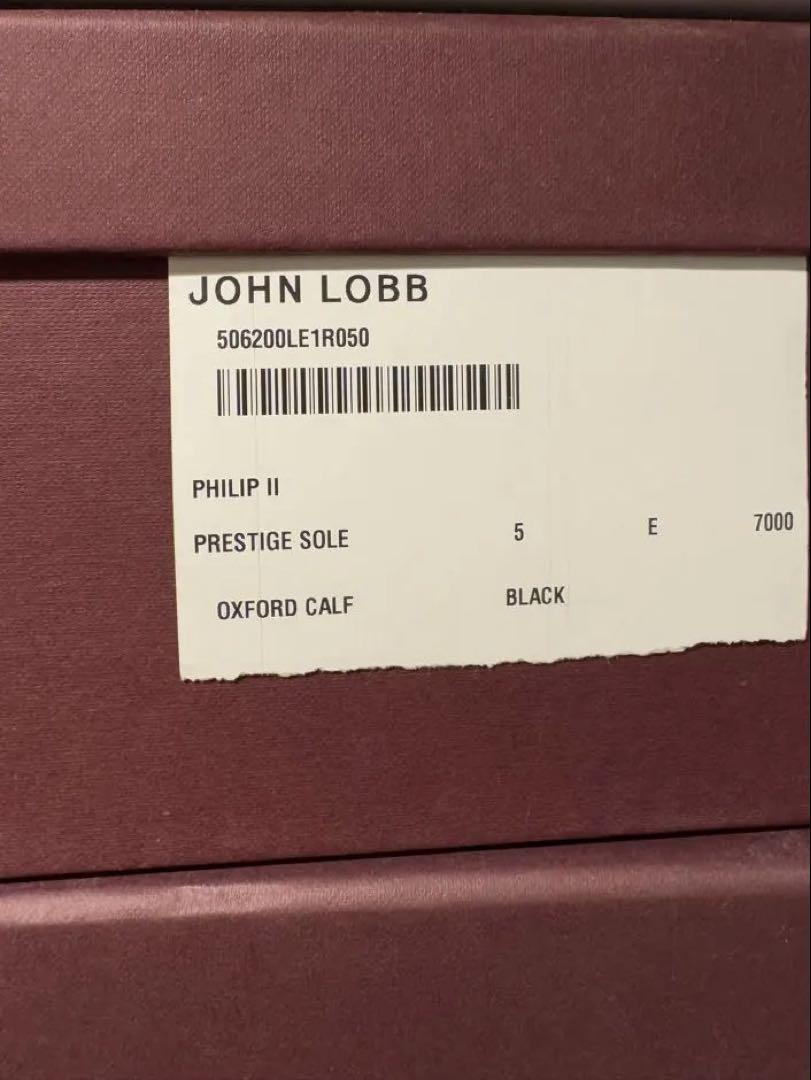 JOHN LOBB
506200LE1R050
PHILIP II
PRESTIGE SOLE 5 E 7000
OXFORD CALF BLACK